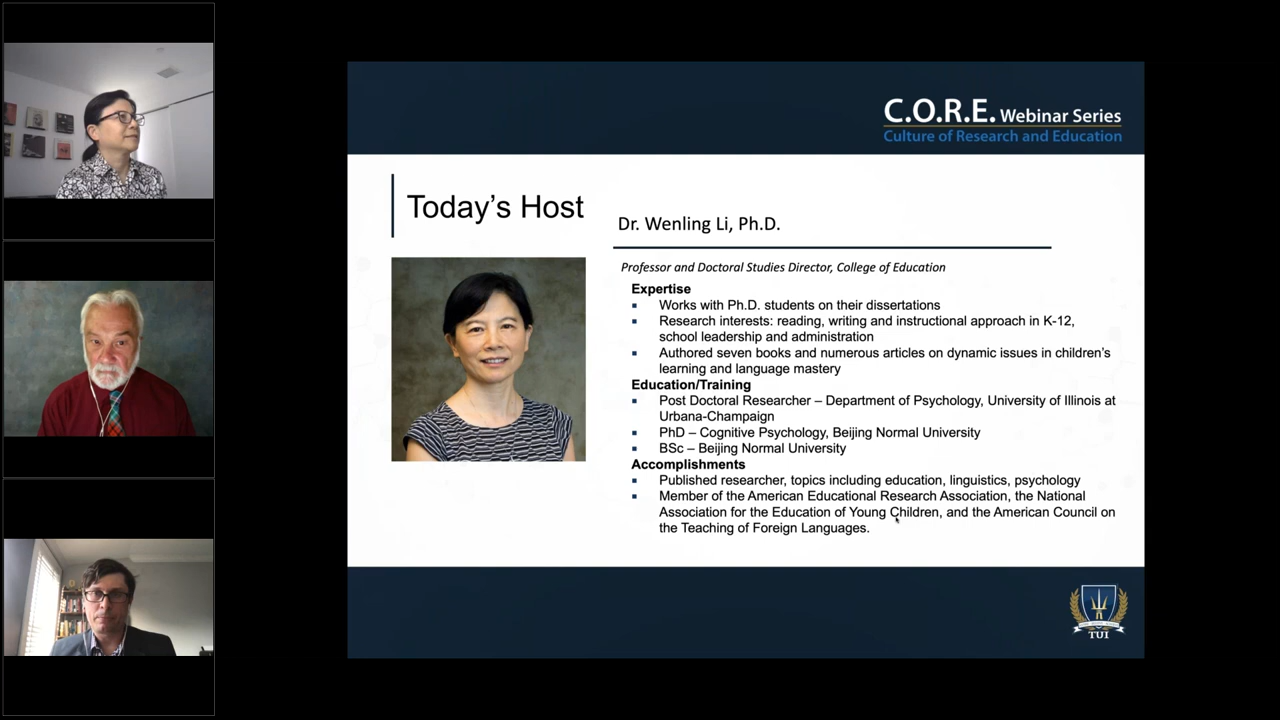 C.O.R.E. Webinar Series
Culture of Research and Education
Today's Host
Dr. Wenling Li, Ph.D.
Professor and Doctoral Studies Director, College of Education
Expertise
Works with Ph.D. students on their dissertations
Research interests: reading, writing and instructional approach in K-12,
school leadership and administration
Authored seven books and numerous articles on dynamic issues in children's
learning and language mastery
Education/Training
Post Doctoral Researcher – Department of Psychology, University of Illinois at
Urbana-Champaign
PhD – Cognitive Psychology, Beijing Normal University
BSc – Beijing Normal University
Accomplishments
Published researcher, topics including education, linguistics, psychology
Member of the American Educational Research Association, the National
Association for the Education of Young Children, and the American Council on
the Teaching of Foreign Languages.
TUI